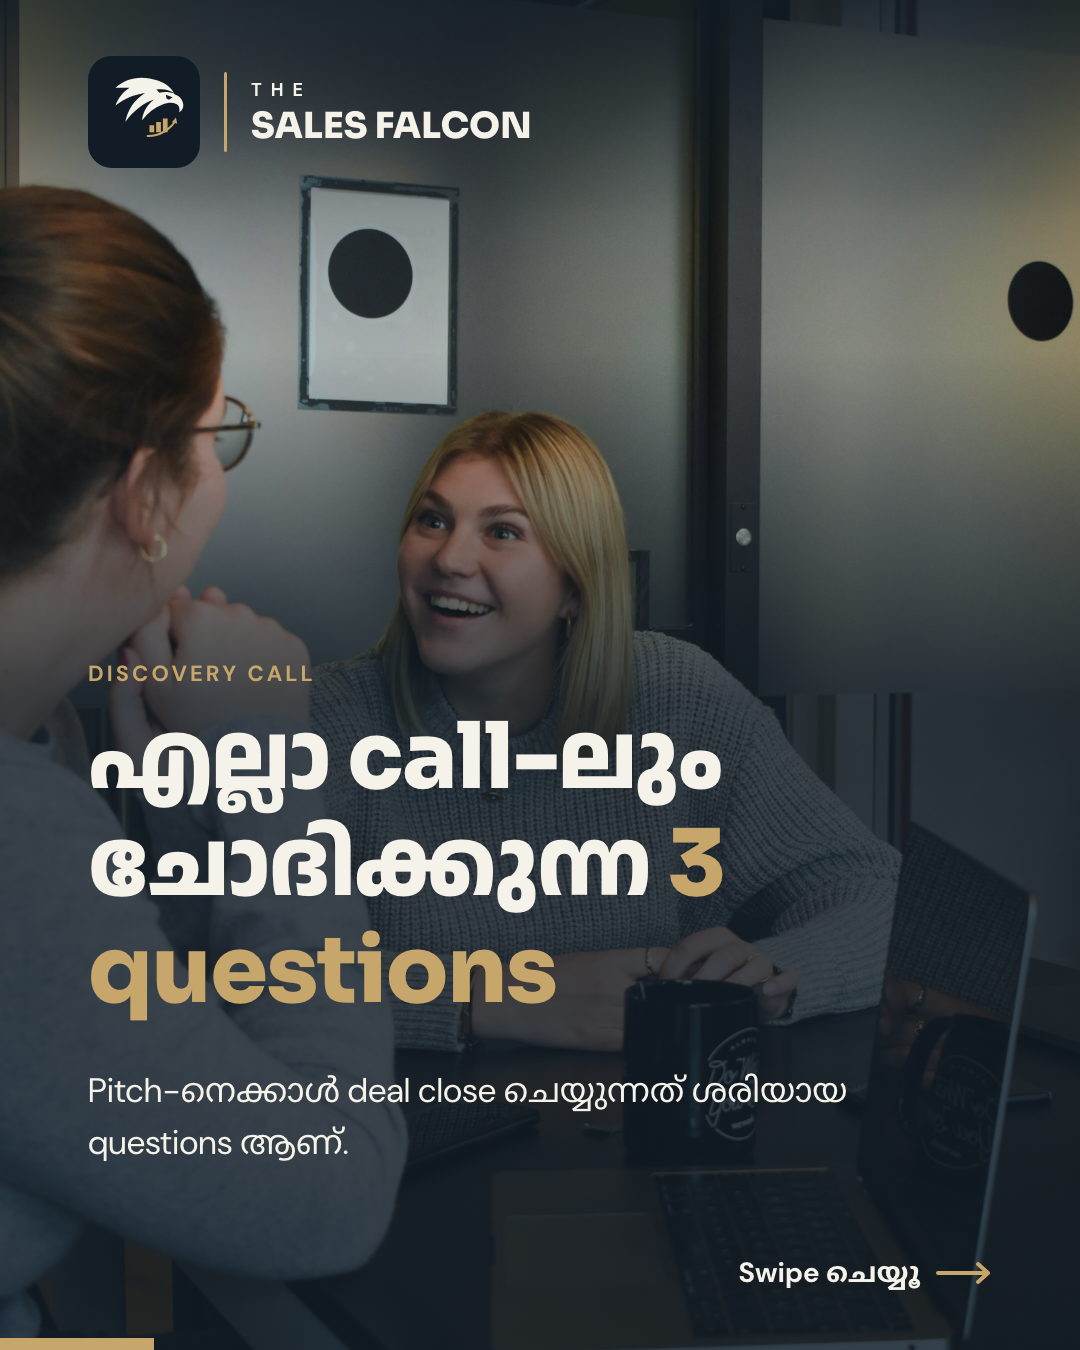 THE
SALES FALCON
DISCOVERY CALL
എല്ലാ call-ലും
ചോദിക്കുന്ന 3
questions
Pitch-നെക്കാൾ deal close ചെയ്യുന്നത് ശരിയായ
questions ആണ്.
Swipe ചെയ്യൂ